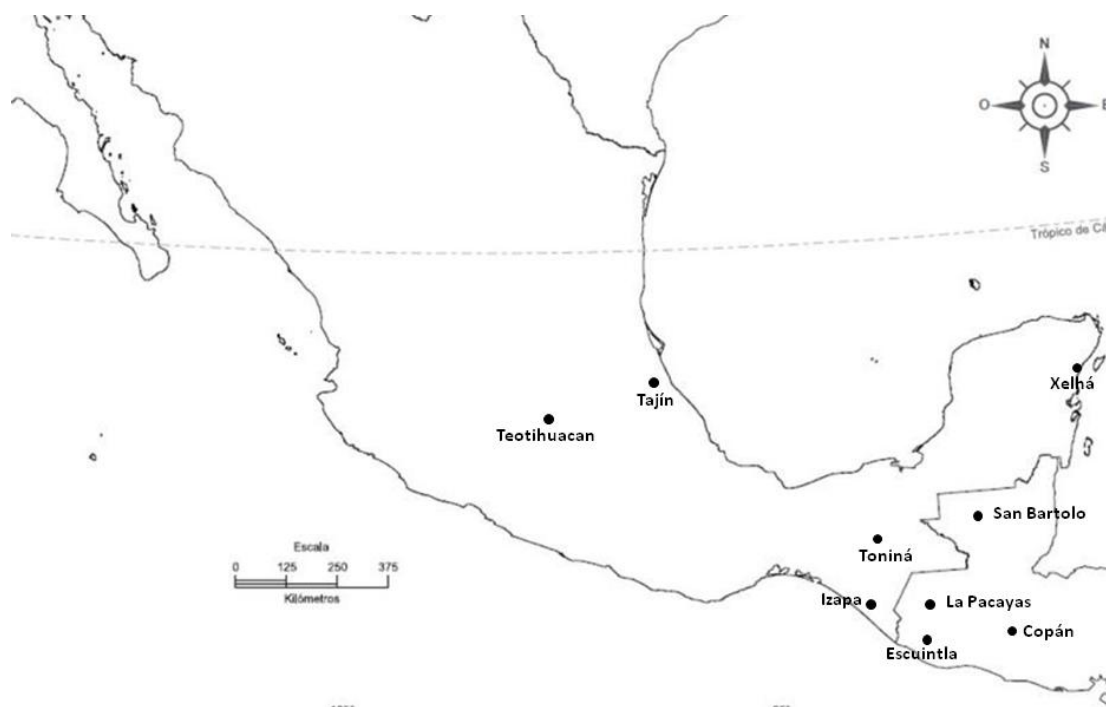 N
O
E
S
Trópico de Cá
Xelhá
Tajín
Teotihuacan
San Bartolo
Toniná
Escala
0 125 250 375
Kilómetros
Izapa
La Pacayas
Copán
Escuintla